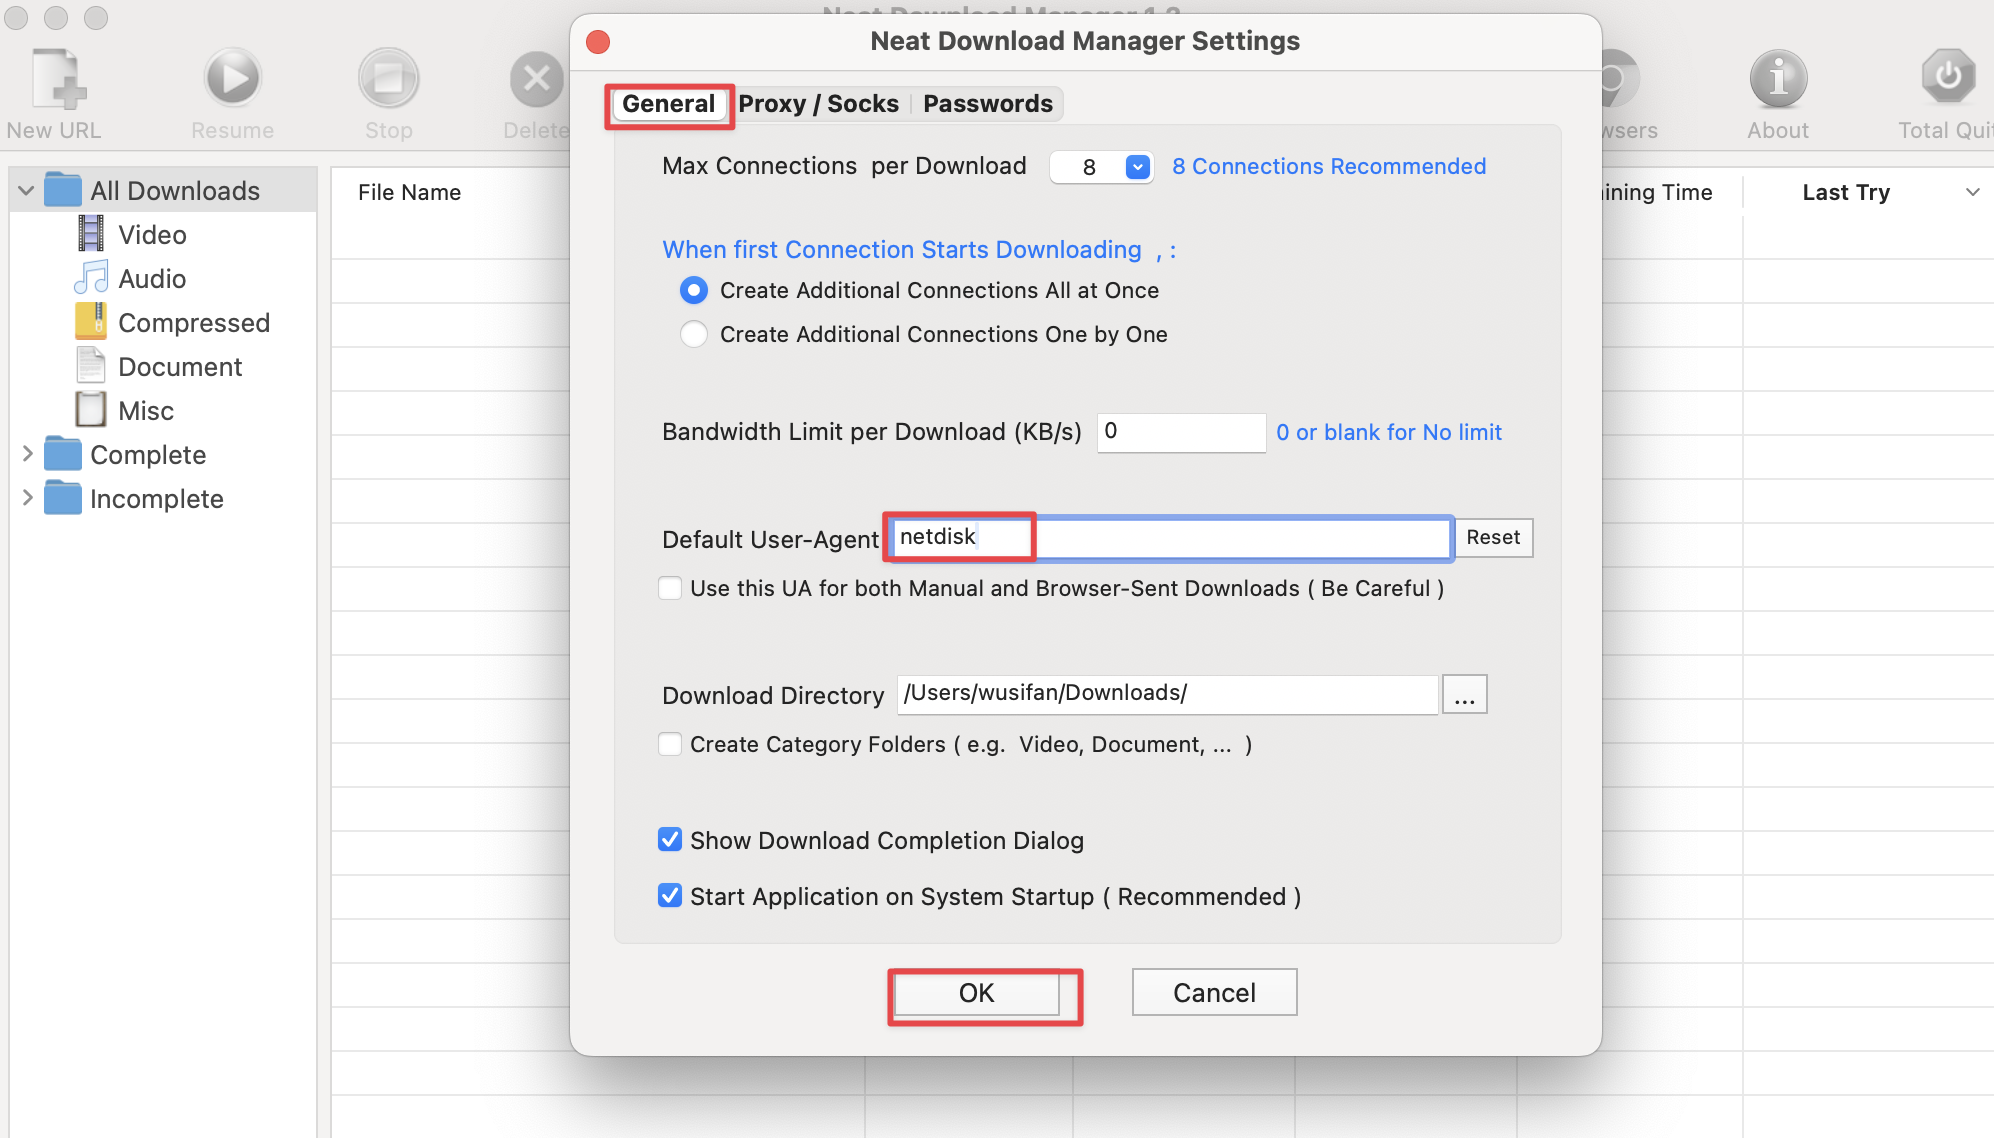 Neat Download Manager Settings
New URL
Resume
Stop
Delete
About
Total Quit
General
Proxy / Socks
Passwords
All Downloads
Video
Audio
Compressed
Document
Misc
Complete
Incomplete
File Name
Last Try
Max Connections per Download 8 8 Connections Recommended
When first Connection Starts Downloading , :
Create Additional Connections All at Once
Create Additional Connections One by One
Bandwidth Limit per Download (KB/s) 0 0 or blank for No limit
Default User-Agent netdisk Reset
Use this UA for both Manual and Browser-Sent Downloads ( Be Careful )
Download Directory /Users/wusifan/Downloads/ ...
Create Category Folders ( e.g. Video, Document, ... )
Show Download Completion Dialog
Start Application on System Startup ( Recommended )
OK
Cancel